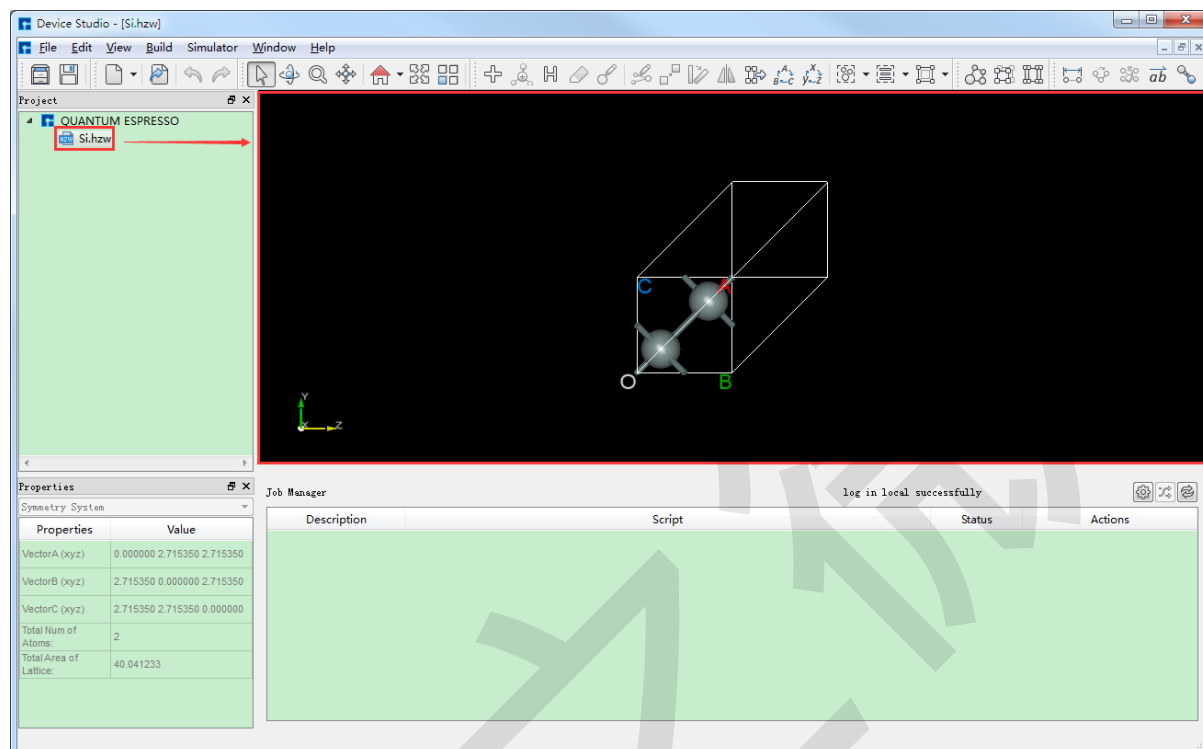 Device Studio - [Si.hzw]
File Edit View Build Simulator Window Help
Project
QUANTUM ESPRESSO
Si.hzw
C
A
O
B
Y
X
Z
Properties
Symmetry System
Properties Value
VectorA (xyz) 0.000000 2.715350 2.715350
VectorB (xyz) 2.715350 0.000000 2.715350
VectorC (xyz) 2.715350 2.715350 0.000000
Total Num of
Atoms:
2
Total Area of
Lattice:
40.041233
Job Manager
log in local successfully
Description Script Status Actions